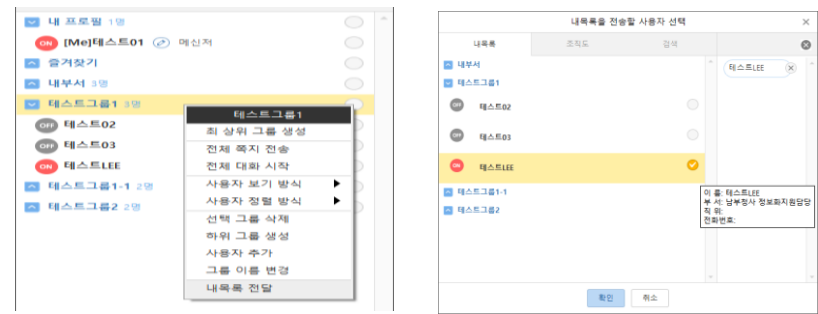 내 프로필 1명
ON [Me]테스트01 메신저
즐겨찾기
내부서 3명
테스트그룹1 3명
OFF 테스트02
OFF 테스트03
ON 테스트LEE
테스트그룹1-1 2명
테스트그룹2 2명
테스트그룹1
최 상위 그룹 생성
전체 쪽지 전송
전체 대화 시작
사용자 보기 방식
사용자 정렬 방식
선택 그룹 삭제
하위 그룹 생성
사용자 추가
그룹 이름 변경
내목록 전달
내목록을 전송할 사용자 선택
내목록 조직도 검색
내부서
테스트그룹1
OFF 테스트02
OFF 테스트03
ON 테스트LEE
테스트그룹1-1
테스트그룹2
테스트LEE
이 름: 테스트LEE
부 서: 남부청사 정보화지원담당
직 위:
전화번호:
확인 취소